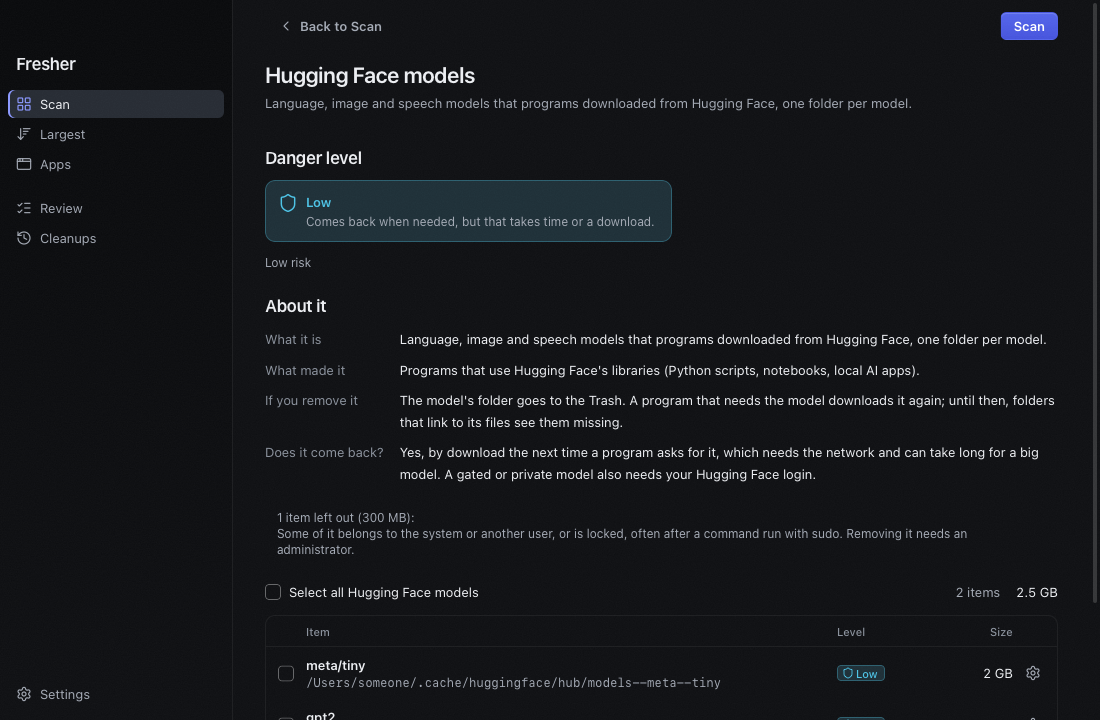 Back to Scan
Scan
Fresher
Scan
Largest
Apps
Review
Cleanups
Settings
Hugging Face models
Language, image and speech models that programs downloaded from Hugging Face, one folder per model.
Danger level
Low
Comes back when needed, but that takes time or a download.
Low risk
About it
What it is
Language, image and speech models that programs downloaded from Hugging Face, one folder per model.
What made it
Programs that use Hugging Face's libraries (Python scripts, notebooks, local AI apps).
If you remove it
The model's folder goes to the Trash. A program that needs the model downloads it again; until then, folders
that link to its files see them missing.
Does it come back?
Yes, by download the next time a program asks for it, which needs the network and can take long for a big
model. A gated or private model also needs your Hugging Face login.
1 item left out (300 MB):
Some of it belongs to the system or another user, or is locked, often after a command run with sudo. Removing it needs an
administrator.
Select all Hugging Face models
2 items 2.5 GB
Item Level Size
meta/tiny
/Users/someone/.cache/huggingface/hub/models--meta--tiny
Low
2 GB
gpt2